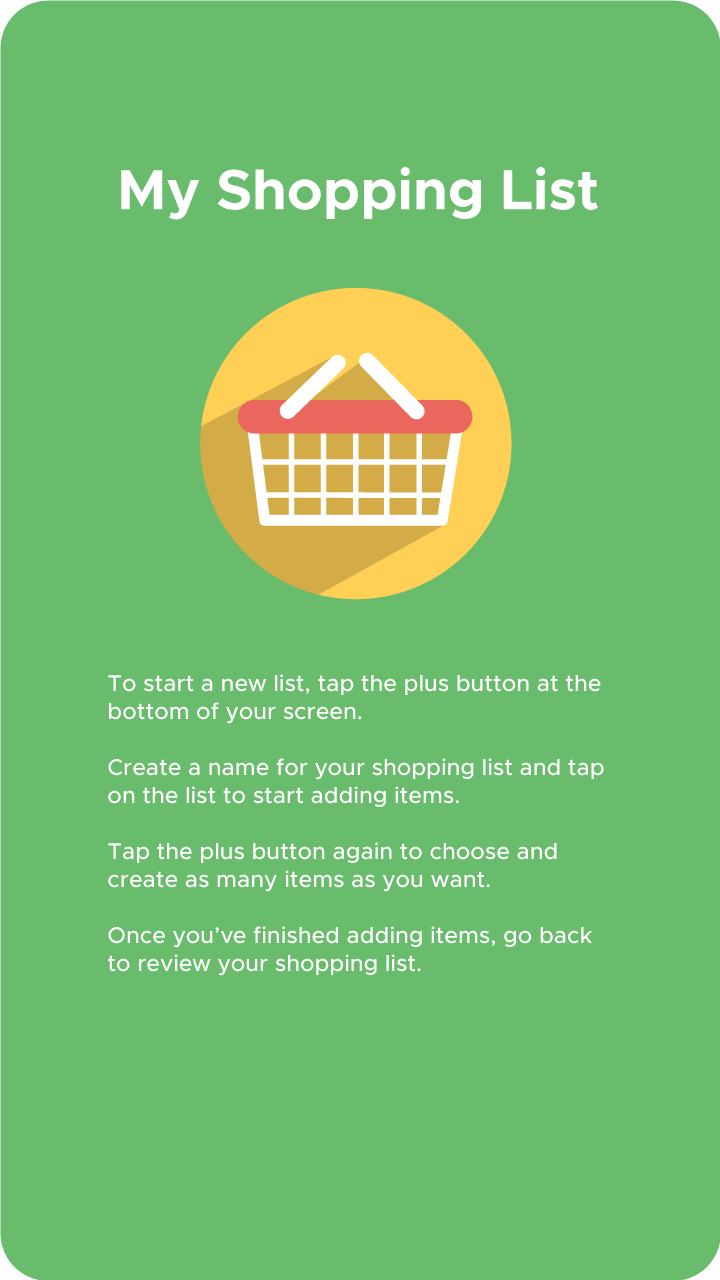 My Shopping List
To start a new list, tap the plus button at the
bottom of your screen.
Create a name for your shopping list and tap
on the list to start adding items.
Tap the plus button again to choose and
create as many items as you want.
Once you’ve finished adding items, go back
to review your shopping list.